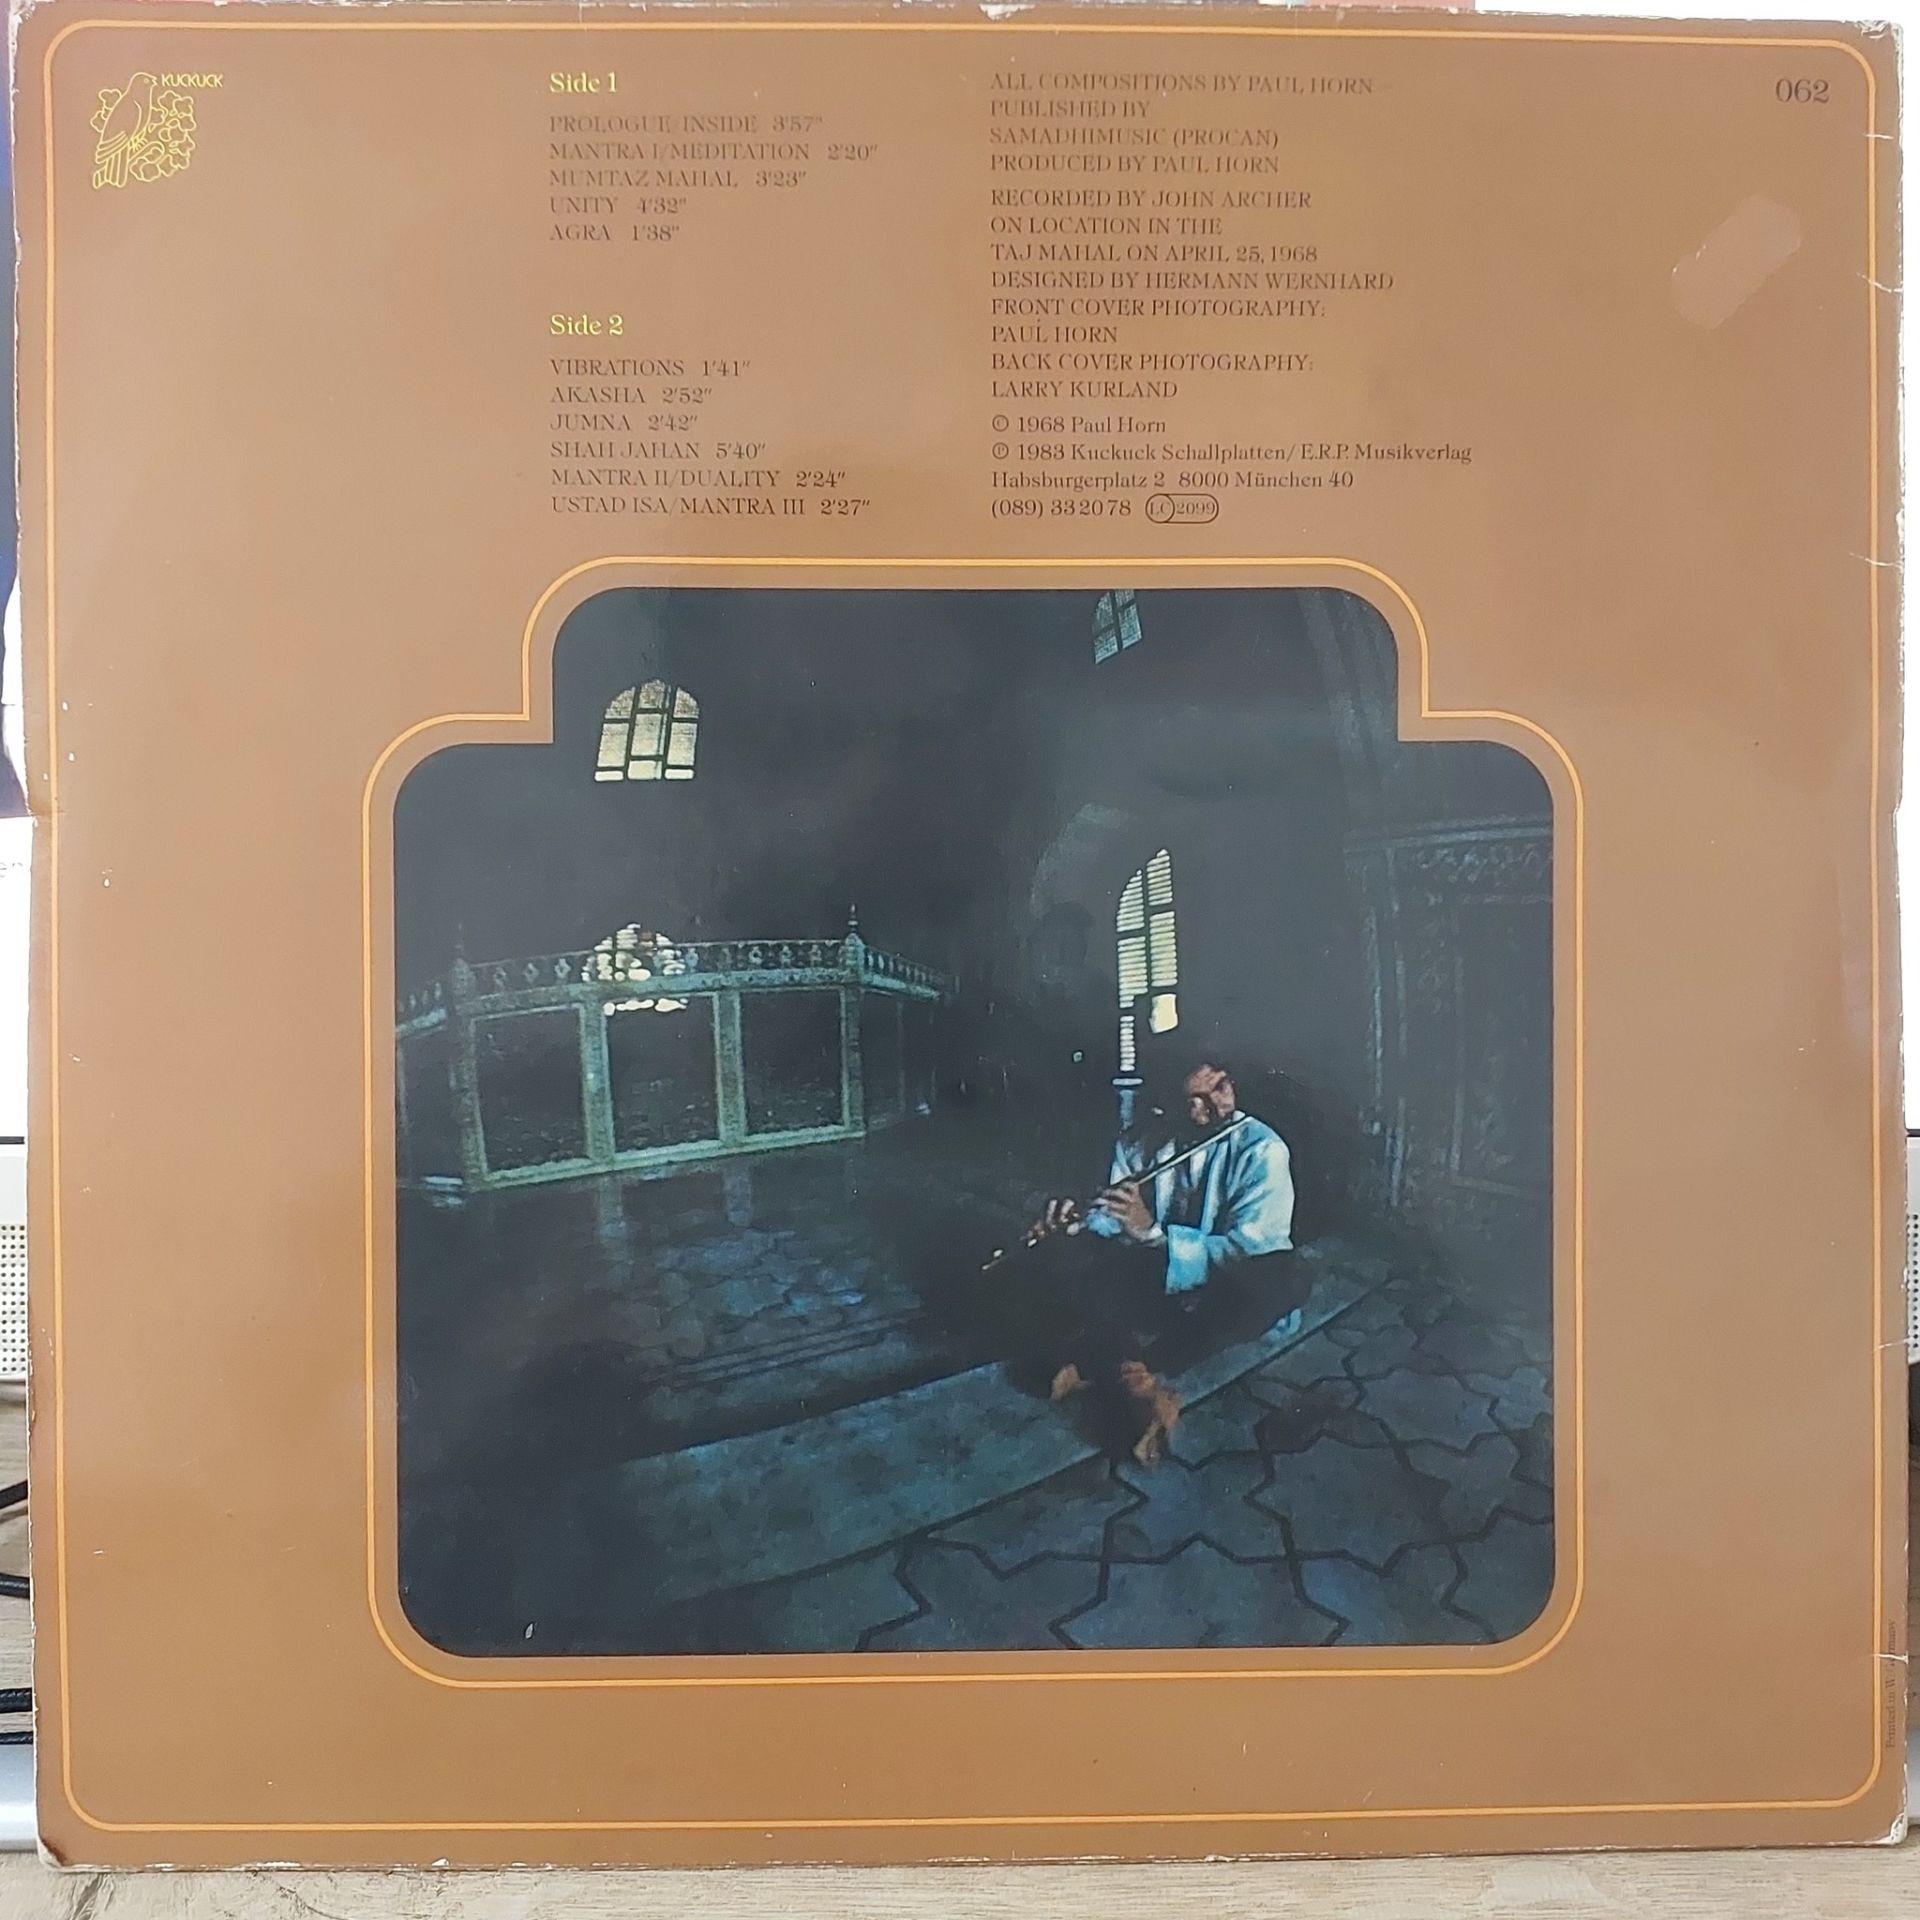 KUCKUCK
Side 1
PROLOGUE/INSIDE 3'57"
MANTRA I/MEDITATION 2'20"
MUMTAZ MAHAL 3'23"
UNITY 4'32"
AGRA 1'38"
Side 2
VIBRATIONS 1'41"
AKASHA 2'52"
JUMNA 2'42"
SHAH JAHAN 5'40"
MANTRA II/DUALITY 2'24"
USTAD ISA/MANTRA III 2'27"
ALL COMPOSITIONS BY PAUL HORN
PUBLISHED BY
SAMADHIMUSIC (PROCAN)
PRODUCED BY PAUL HORN
RECORDED BY JOHN ARCHER
ON LOCATION IN THE
TAJ MAHAL ON APRIL 25, 1968
DESIGNED BY HERMANN WERNHARD
FRONT COVER PHOTOGRAPHY:
PAUL HORN
BACK COVER PHOTOGRAPHY:
LARRY KURLAND
© 1968 Paul Horn
℗ 1983 Kuckuck Schallplatten/E.R.P. Musikverlag
Habsburgerplatz 2 8000 München 40
(089) 33 20 78 LC 2099
062
Printed in W.